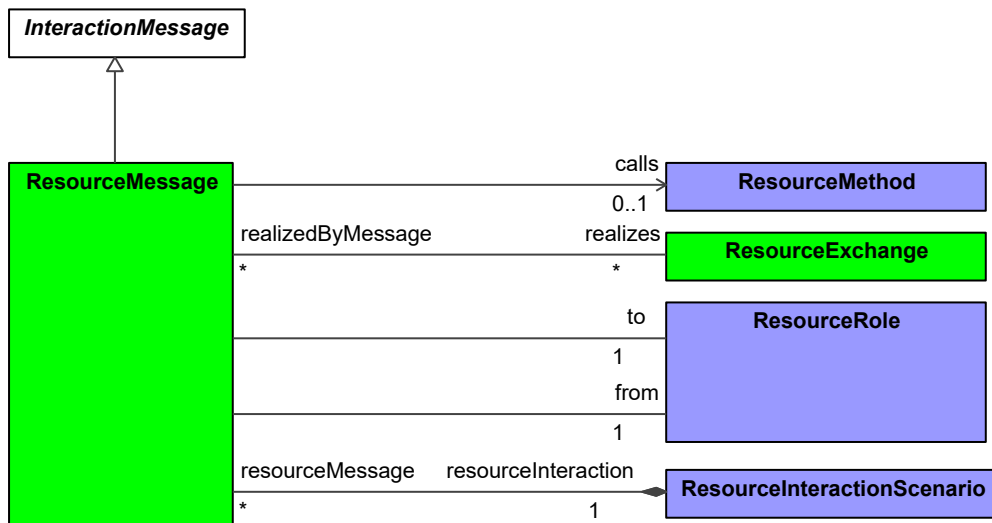 InteractionMessage
ResourceMessage
calls
ResourceMethod
0..1
realizedByMessage
realizes
ResourceExchange
*
*
to
ResourceRole
1
from
1
resourceMessage
resourceInteraction
ResourceInteractionScenario
*
1